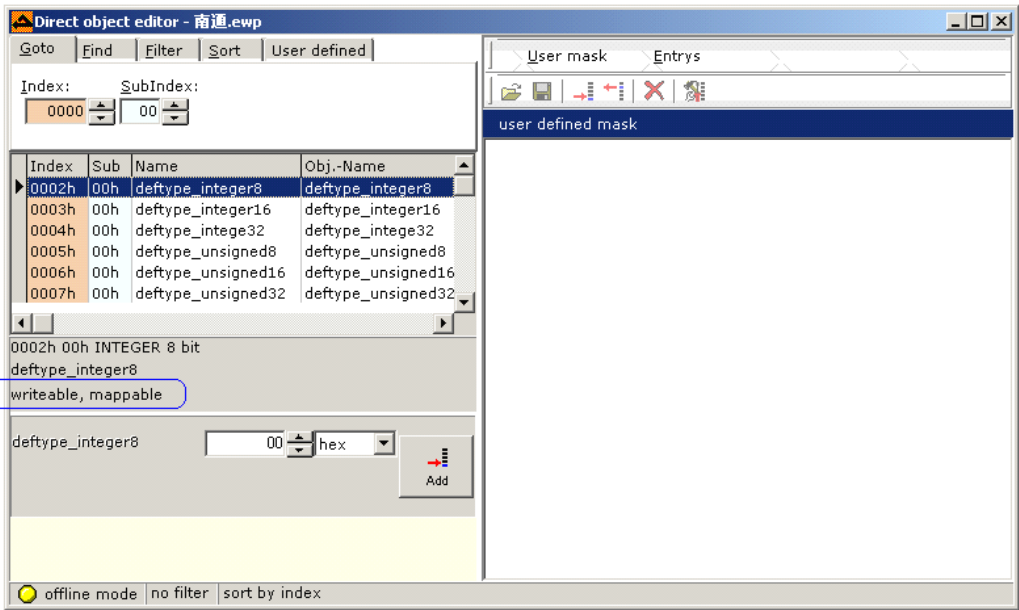 Direct object editor - 南通.ewp
Goto Find Filter Sort User defined
Index: SubIndex:
0000 00
Index Sub Name Obj.-Name
0002h 00h deftype_integer8 deftype_integer8
0003h 00h deftype_integer16 deftype_integer16
0004h 00h deftype_intege32 deftype_intege32
0005h 00h deftype_unsigned8 deftype_unsigned8
0006h 00h deftype_unsigned16 deftype_unsigned16
0007h 00h deftype_unsigned32 deftype_unsigned32
0002h 00h INTEGER 8 bit
deftype_integer8
writeable, mappable
deftype_integer8 00 hex
Add
User mask Entrys
user defined mask
offline mode no filter sort by index